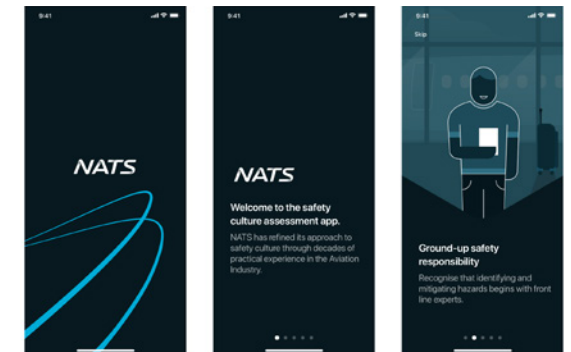 9:41
NATS
9:41
NATS
Welcome to the safety
culture assessment app.
NATS has refined its approach to
safety culture through decades of
practical experience in the Aviation
Industry.
9:41
Skip
Ground-up safety
responsibility
Recognise that identifying and
mitigating hazards begins with front
line experts.